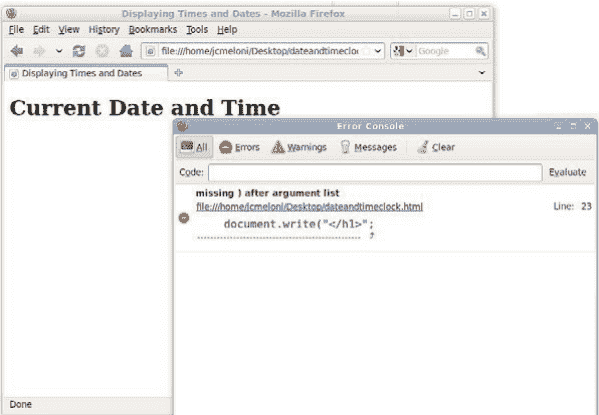 Displaying Times and Dates - Mozilla Firefox
File Edit View History Bookmarks Tools Help
file:///home/jcmeloni/Desktop/dateandtimecloc
Google
Displaying Times and Dates
Current Date and Time
Error Console
All Errors Warnings Messages Clear
Code: Evaluate
missing ) after argument list
file:///home/jcmeloni/Desktop/dateandtimeclock.html Line: 23
document.write("</h1>";
Done